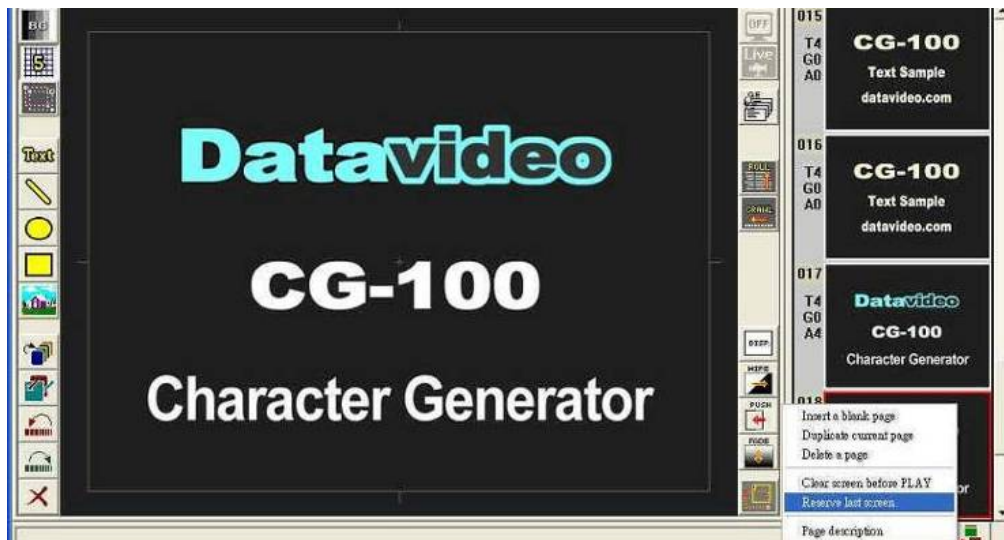 BG
5
Text
Datavideo
CG-100
Character Generator
OFF
Live
ROLL
CRAWL
DISP.
WIPE
PUSH
FADE
015
T4
G0
A0
CG-100
Text Sample
datavideo.com
016
T4
G0
A0
CG-100
Text Sample
datavideo.com
017
T4
G0
A4
Datavideo
CG-100
Character Generator
018
Insert a blank page
Duplicate current page
Delete a page
Clear screen before PLAY
Reserve last screen
Page description
or